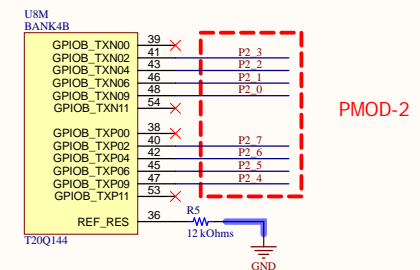 U8M
BANK4B
GPIOB_TXN00 39
GPIOB_TXN02 41 P2_3
GPIOB_TXN04 43 P2_2
GPIOB_TXN06 46 P2_1
GPIOB_TXN09 48 P2_0
GPIOB_TXN11 54
PMOD-2
GPIOB_TXP00 38
GPIOB_TXP02 40 P2_7
GPIOB_TXP04 42 P2_6
GPIOB_TXP06 45 P2_5
GPIOB_TXP09 47 P2_4
GPIOB_TXP11 53
REF_RES 36 R5
12 kOhms
T20Q144
GND